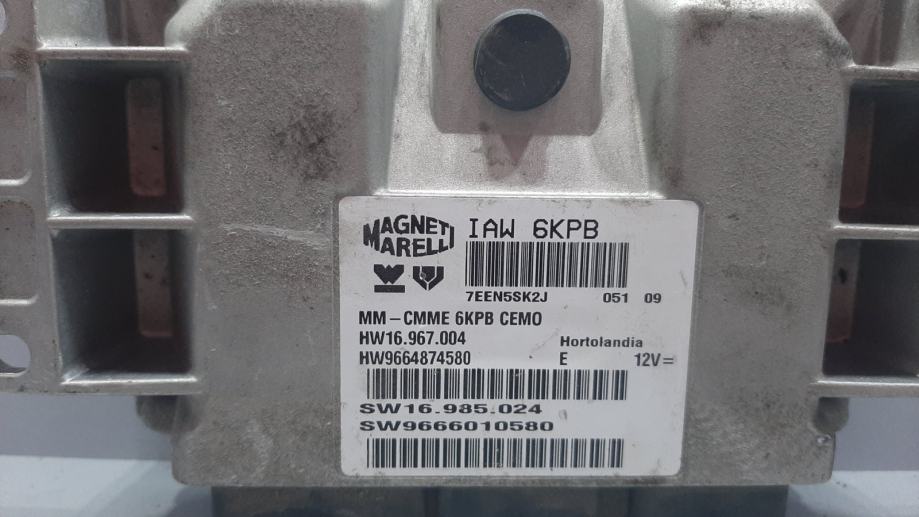 MAGNETI MARELLI
IAW 6KPB
7EEN5SK2J 051 09
MM-CMME 6KPB CEMO
HW16.967.004
Hortolandia
HW9664874580 E 12V=
SW16.985.024
SW9666010580